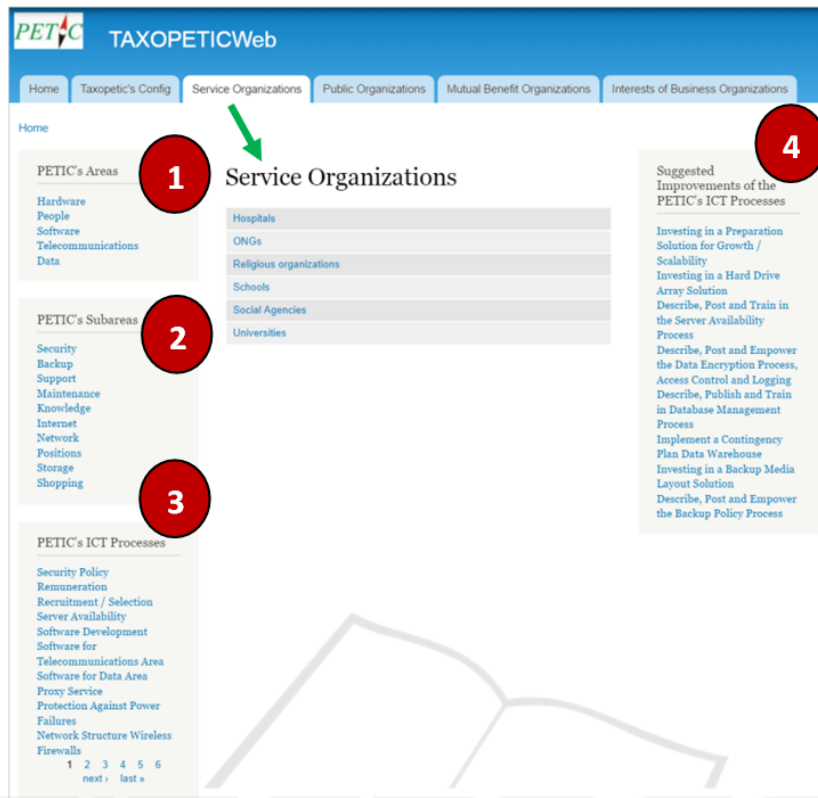 PETIC
TAXOPETICWeb
Home
Taxopetic's Config
Service Organizations
Public Organizations
Mutual Benefit Organizations
Interests of Business Organizations
Home
1
PETIC's Areas
Hardware
People
Software
Telecommunications
Data
2
PETIC's Subareas
Security
Backup
Support
Maintenance
Knowledge
Internet
Network
Positions
Storage
Shopping
3
PETIC's ICT Processes
Security Policy
Remuneration
Recruitment / Selection
Server Availability
Software Development
Software for
Telecommunications Area
Software for Data Area
Proxy Service
Protection Against Power
Failures
Network Structure Wireless
Firewalls
1 2 3 4 5 6
next › last »
Service Organizations
Hospitals
ONGs
Religious organizations
Schools
Social Agencies
Universities
4
Suggested
Improvements of the
PETIC's ICT Processes
Investing in a Preparation
Solution for Growth /
Scalability
Investing in a Hard Drive
Array Solution
Describe, Post and Train in
the Server Availability
Process
Describe, Post and Empower
the Data Encryption Process,
Access Control and Logging
Describe, Publish and Train
in Database Management
Process
Implement a Contingency
Plan Data Warehouse
Investing in a Backup Media
Layout Solution
Describe, Post and Empower
the Backup Policy Process